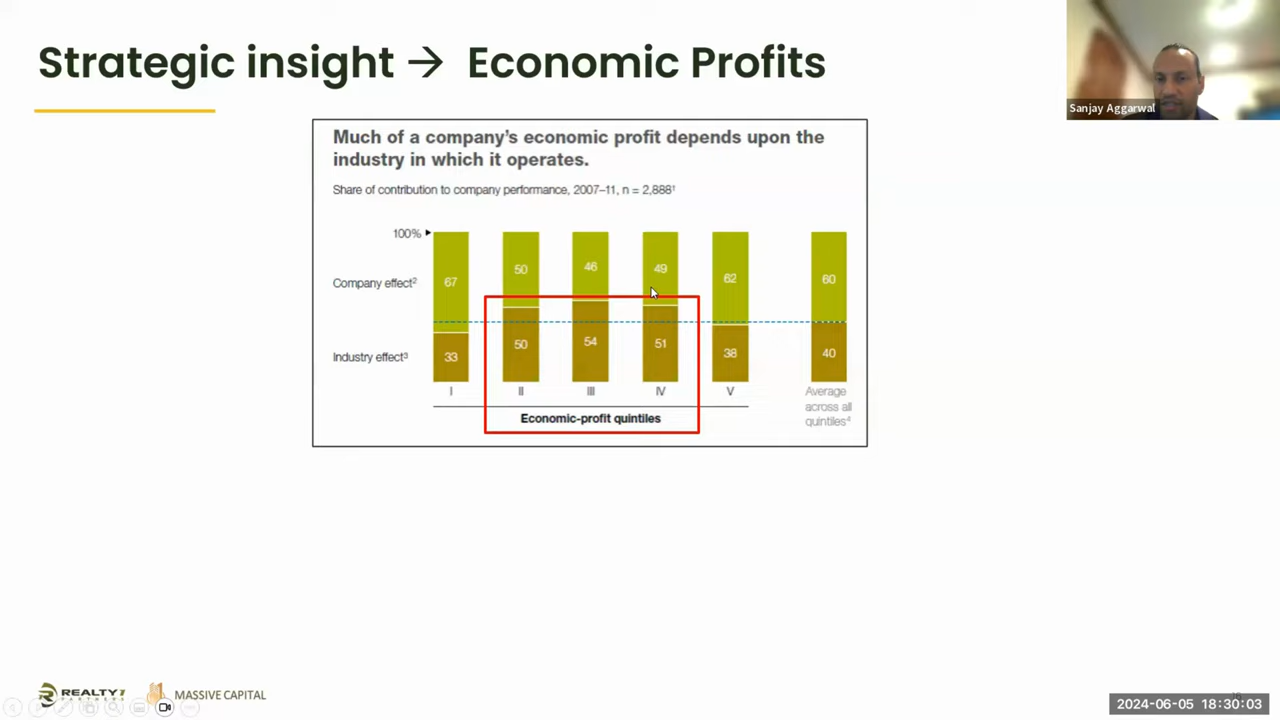 Strategic insight → Economic Profits
Sanjay Aggarwal
Much of a company's economic profit depends upon the
industry in which it operates.
Share of contribution to company performance, 2007–11, n = 2,888¹
100%
Company effect²
67
50
46
49
62
60
Industry effect³
33
50
54
51
38
40
I
II
III
IV
V
Average
across all
quintiles⁴
Economic-profit quintiles
REALTY
MASSIVE CAPITAL
2024-06-05 18:30:03